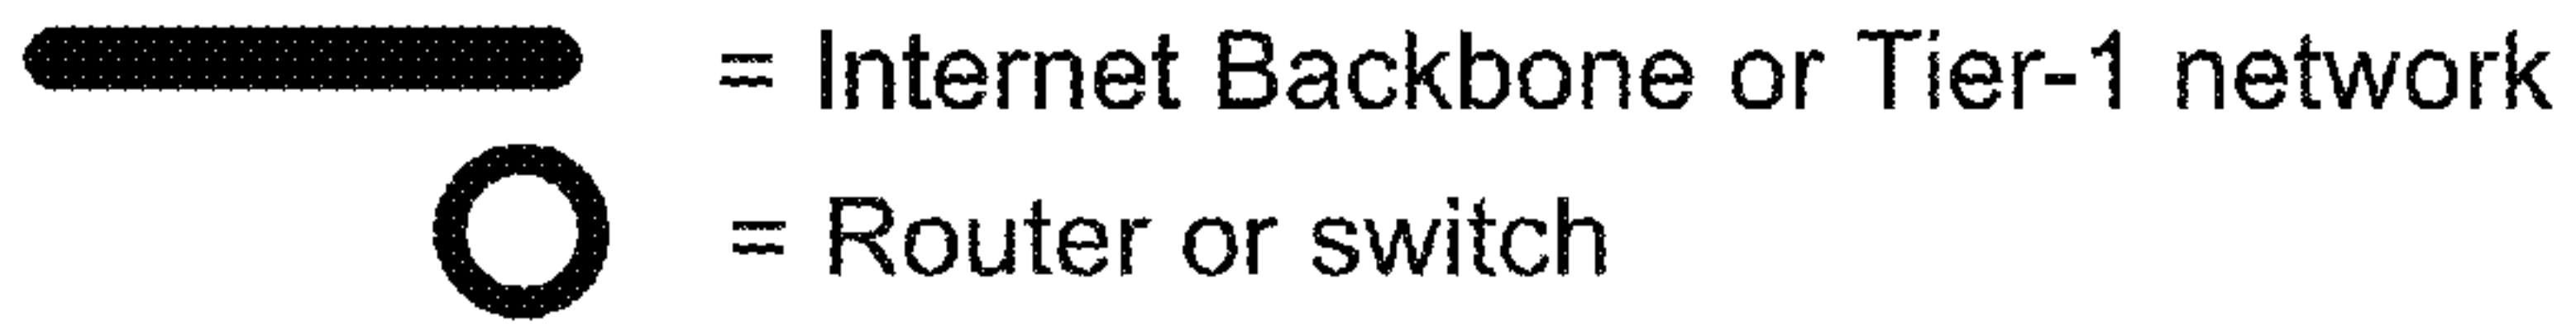 = Internet Backbone or Tier-1 network
= Router or switch